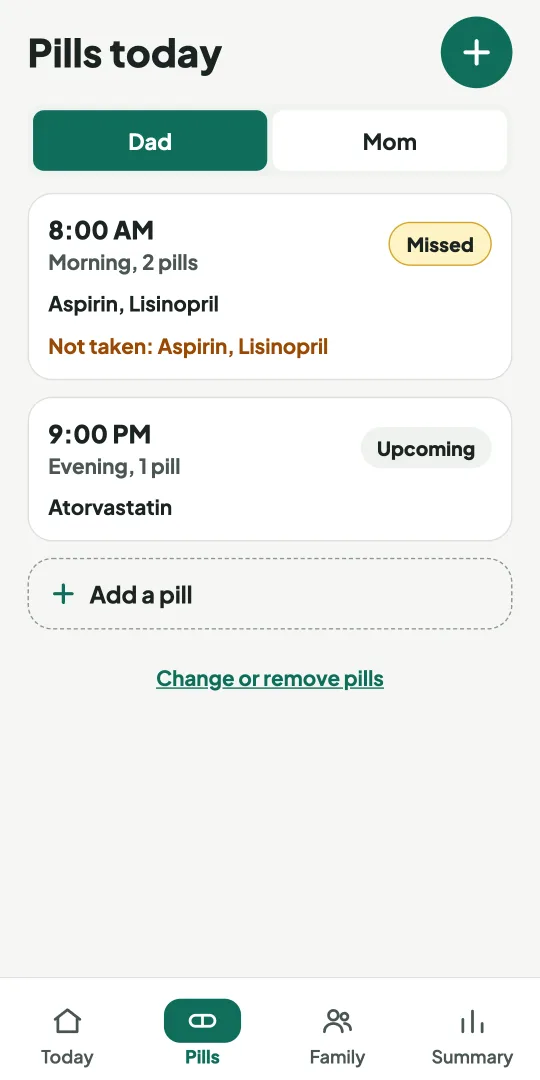 Pills today
Dad
Mom
8:00 AM
Missed
Morning, 2 pills
Aspirin, Lisinopril
Not taken: Aspirin, Lisinopril
9:00 PM
Upcoming
Evening, 1 pill
Atorvastatin
Add a pill
Change or remove pills
Today
Pills
Family
Summary